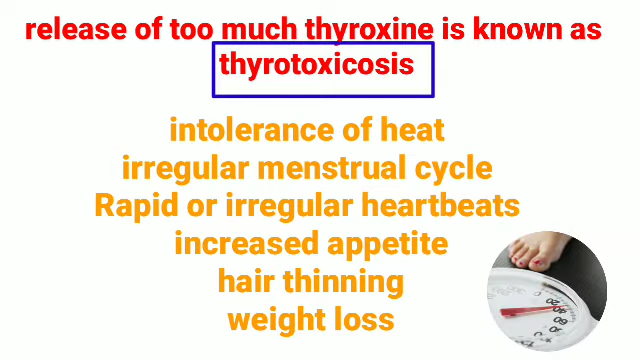 release of too much thyroxine is known as
thyrotoxicosis
intolerance of heat
irregular menstrual cycle
Rapid or irregular heartbeats
increased appetite
hair thinning
weight loss